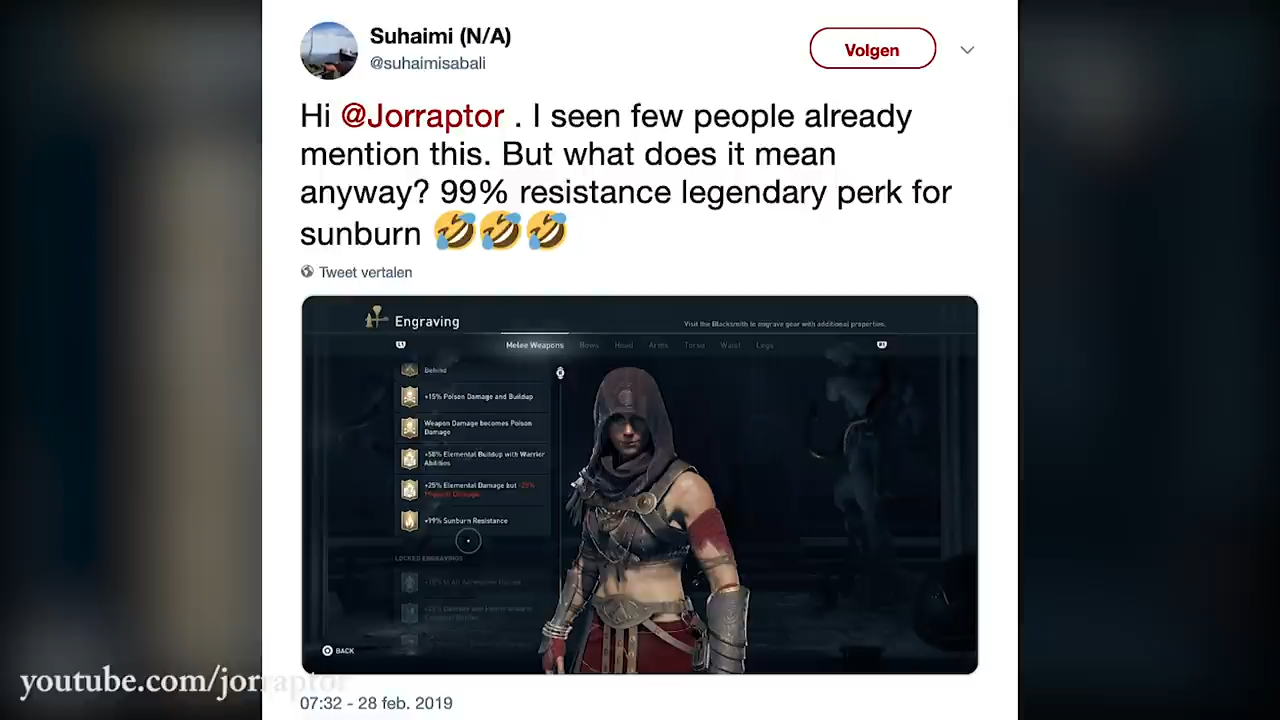 Suhaimi (N/A)
@suhaimisabali
Volgen
Hi @Jorraptor . I seen few people already
mention this. But what does it mean
anyway? 99% resistance legendary perk for
sunburn 🤣🤣🤣
Tweet vertalen
Engraving
Visit the Blacksmith to engrave gear with additional properties.
Melee Weapons Bows Head Arms Torso Waist Legs
Behind
+15% Poison Damage and Buildup
Weapon Damage becomes Poison
Damage
+58% Elemental Buildup with Warrior
Abilities
+25% Elemental Damage but -25%
+99% Sunburn Resistance
LOCKED ENGRAVINGS
BACK
youtube.com/jorraptor
07:32 - 28 feb. 2019